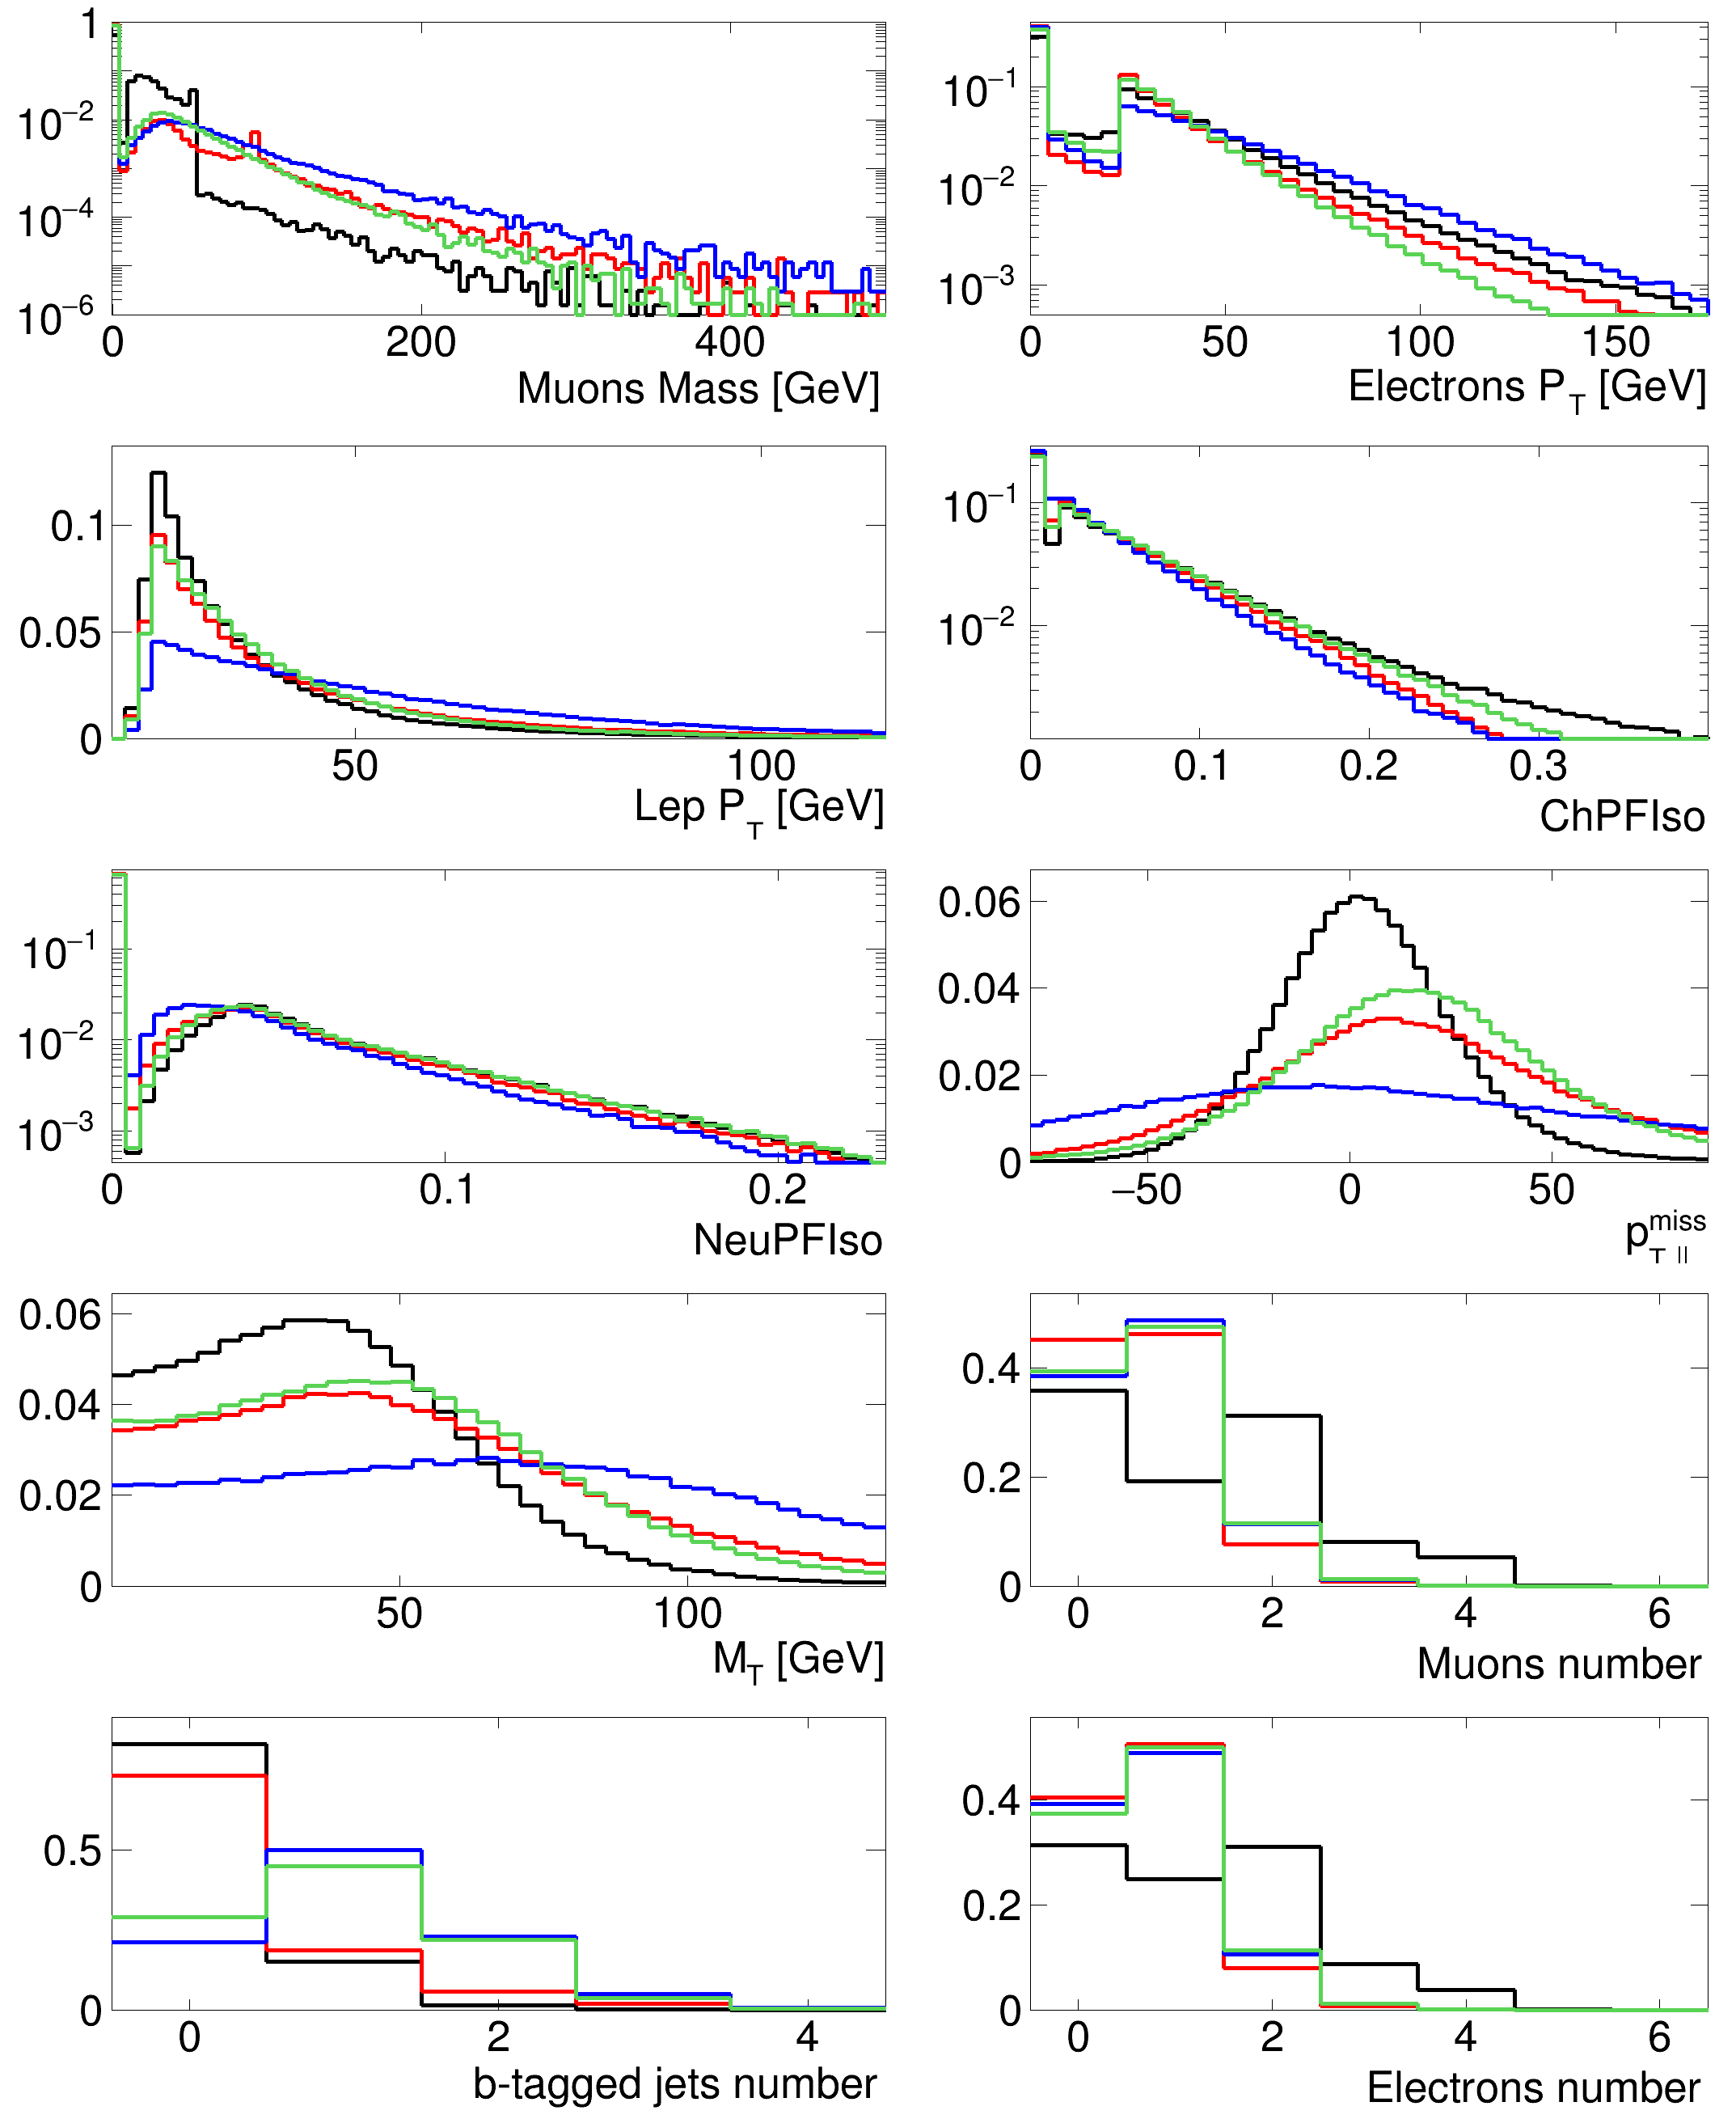 1
10−2
10−4
10−6
0 200 400
Muons Mass [GeV]
10−1
10−2
10−3
0 50 100 150
Electrons PT [GeV]
0.1
0.05
0
50 100
Lep PT [GeV]
10−1
10−2
0 0.1 0.2 0.3
ChPFIso
10−1
10−2
10−3
0 0.1 0.2
NeuPFIso
0.06
0.04
0.02
0
−50 0 50
pmissT ||
0.06
0.04
0.02
0
50 100
MT [GeV]
0.4
0.2
0
0 2 4 6
Muons number
0.5
0
0 2 4
b-tagged jets number
0.4
0.2
0
0 2 4 6
Electrons number